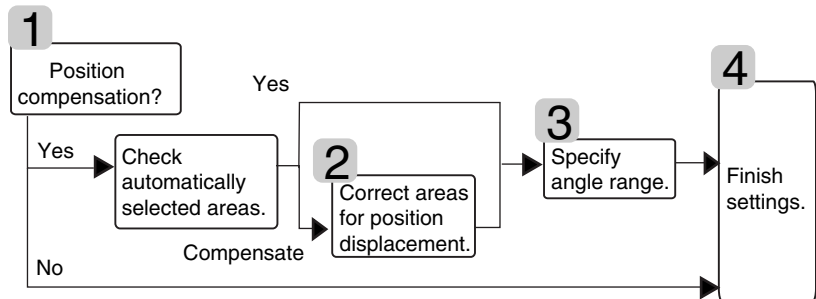 1
Position
compensation?
Yes
Check
automatically
selected areas.
Yes
2
Correct areas
for position
displacement.
Compensate
3
Specify
angle range.
4
Finish
settings.
No